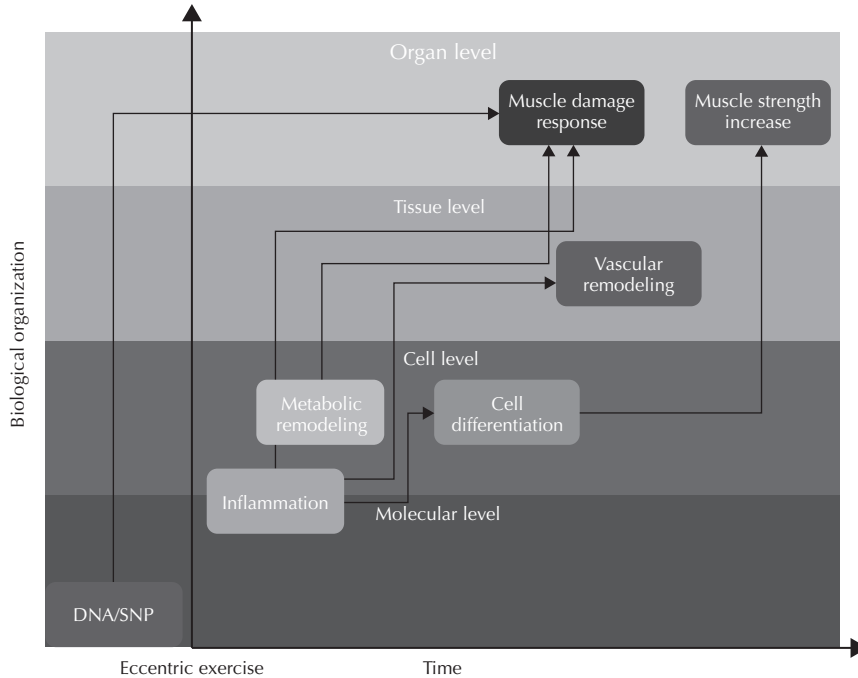 Organ level
Muscle damage
response
Muscle strength
increase
Tissue level
Vascular
remodeling
Biological organization
Cell level
Metabolic
remodeling
Cell
differentiation
Inflammation
Molecular level
DNA/SNP
Eccentric exercise
Time